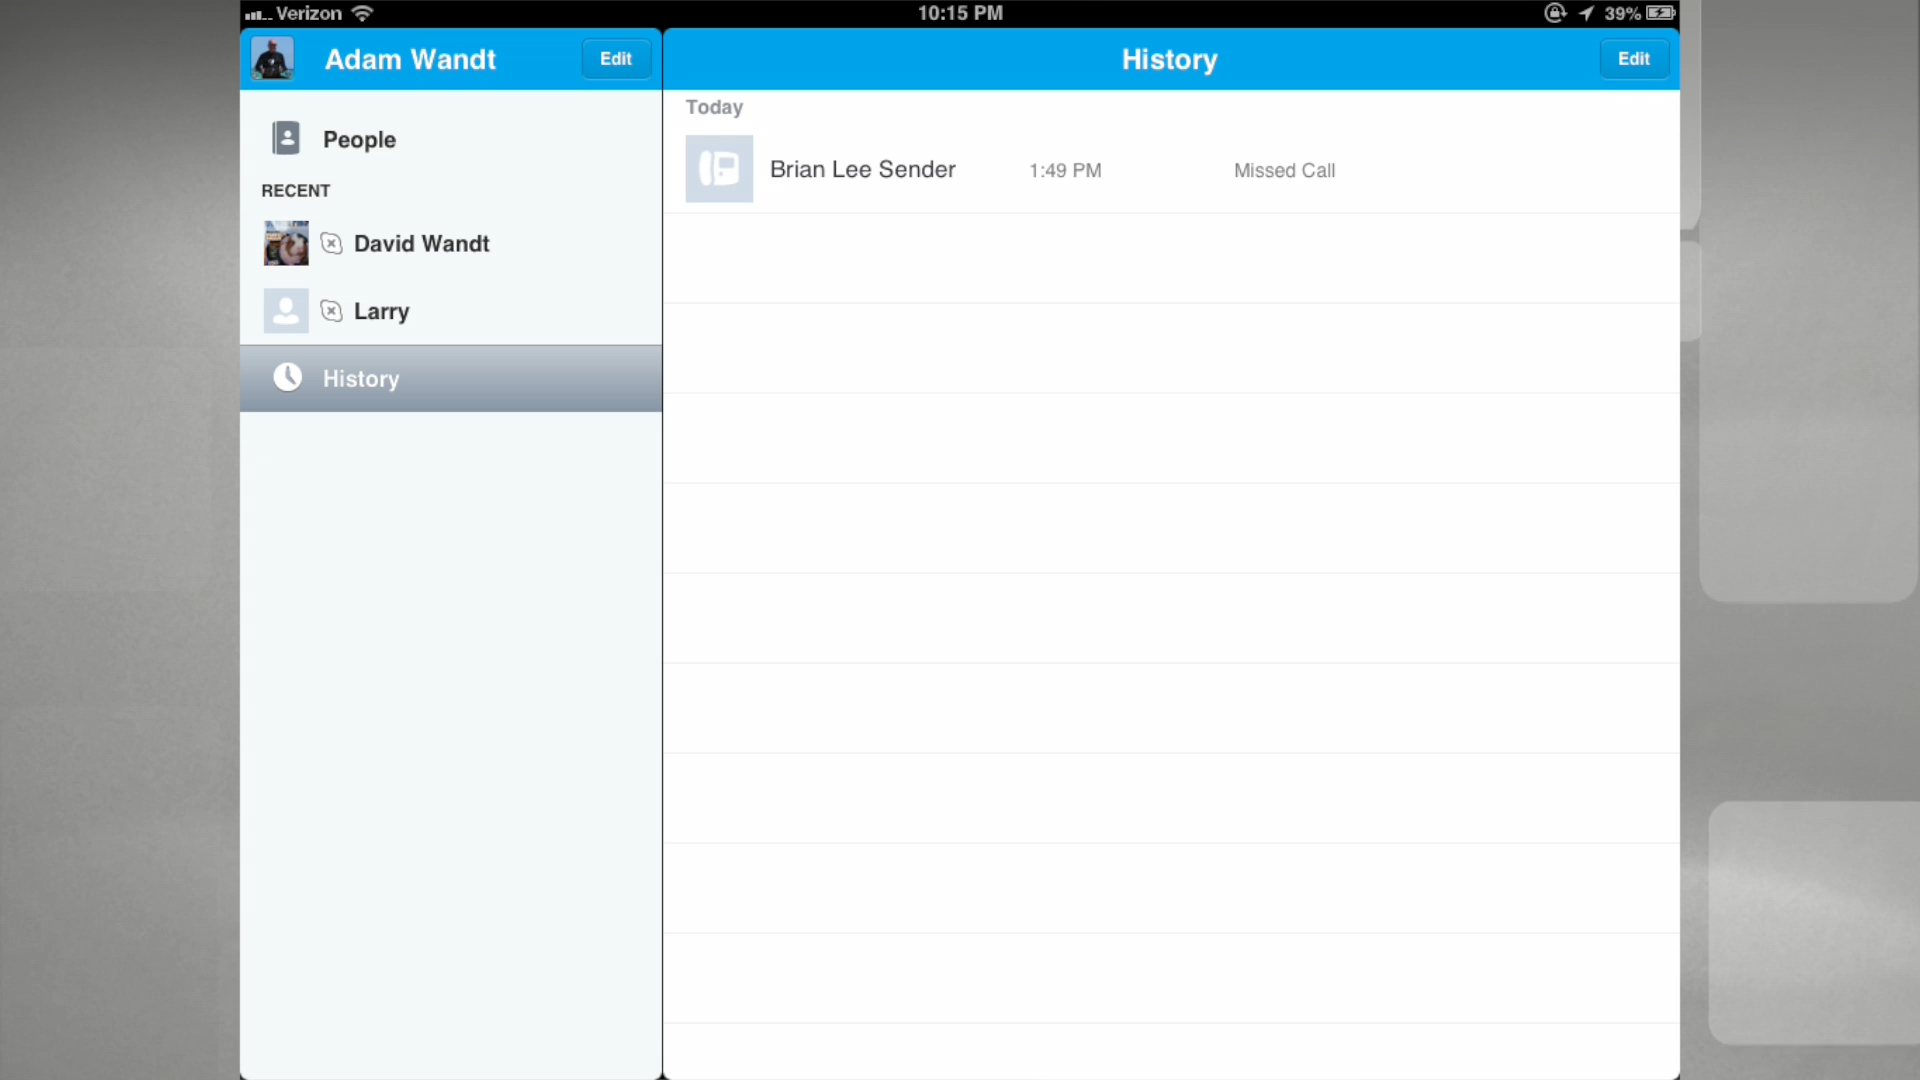 Verizon
10:15 PM
39%
Adam Wandt
Edit
People
RECENT
David Wandt
Larry
History
History
Edit
Today
Brian Lee Sender 1:49 PM Missed Call